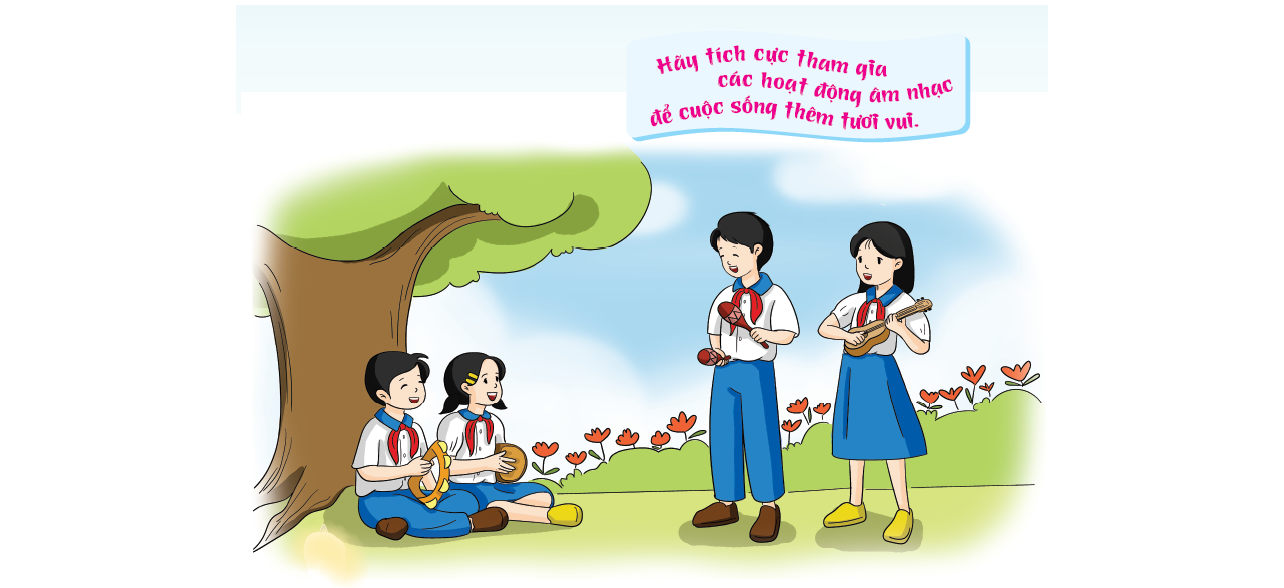 Hãy tích cực tham gia
các hoạt động âm nhạc
để cuộc sống thêm tươi vui.